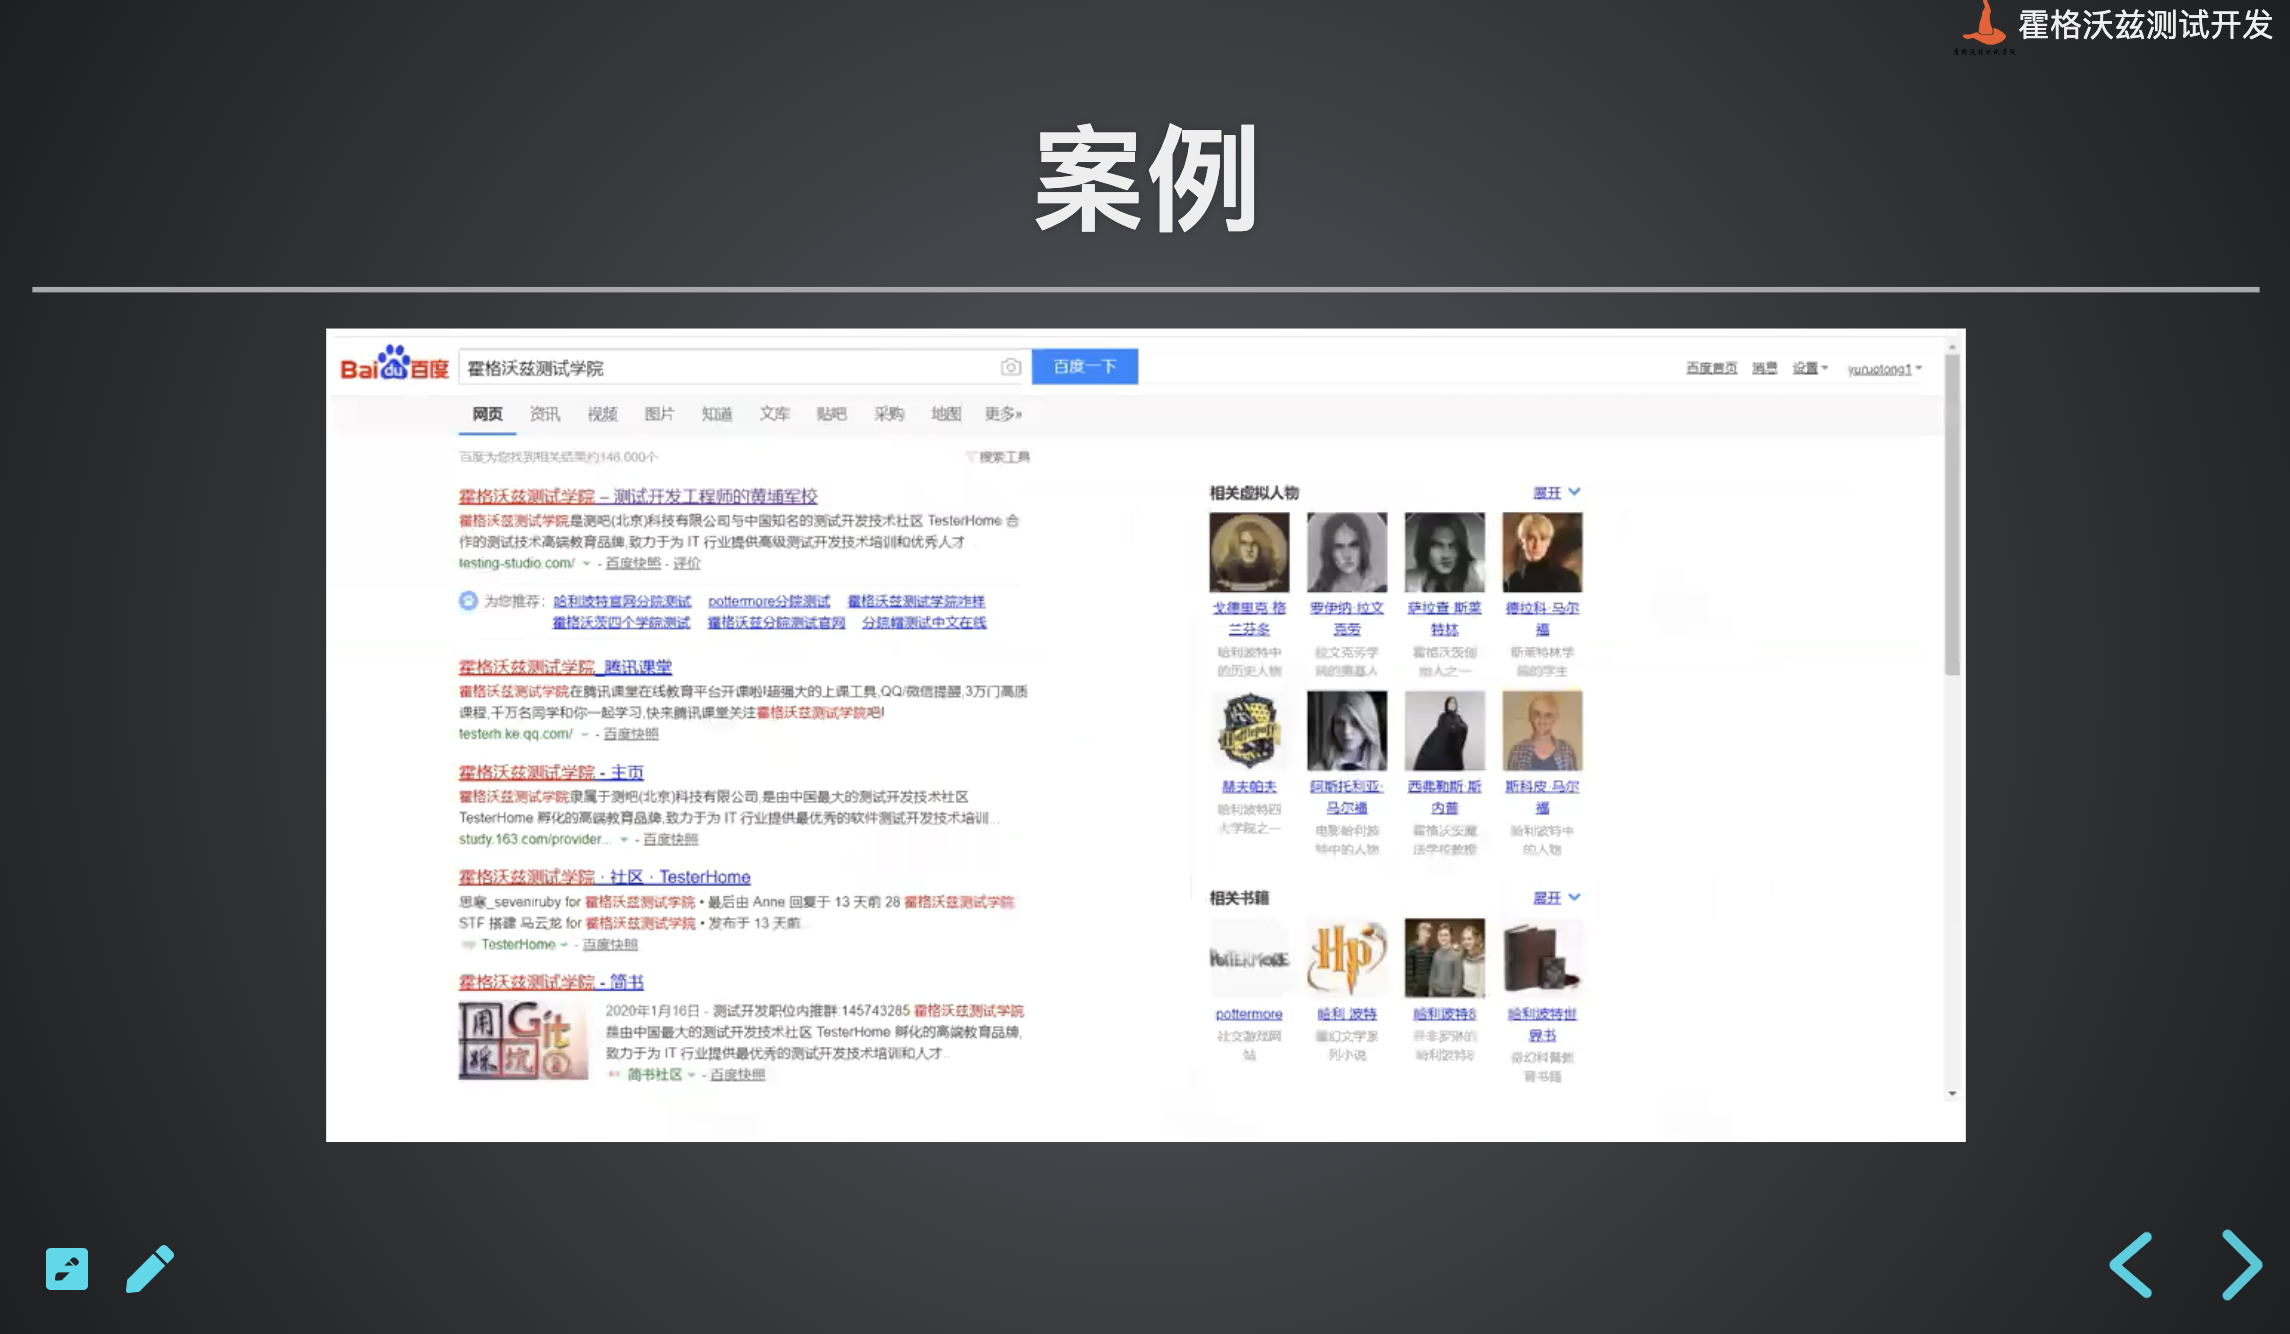 霍格沃兹测试开发
案例
Baidu百度 霍格沃兹测试学院 百度一下 百度首页 消息 设置 yuruotong1
网页 资讯 视频 图片 知道 文库 贴吧 采购 地图 更多»
百度为您找到相关结果约146,000个 搜索工具
霍格沃兹测试学院 – 测试开发工程师的黄埔军校
霍格沃兹测试学院是测吧(北京)科技有限公司与中国知名的测试开发技术社区 TesterHome 合
作的测试技术高端教育品牌,致力于为 IT 行业提供高级测试开发技术培训和优秀人才
testing-studio.com/ - 百度快照 - 评价
为您推荐: 哈利波特官网分院测试 pottermore分院测试 霍格沃兹测试学院咋样
霍格沃茨四个学院测试 霍格沃兹分院测试官网 分院帽测试中文在线
霍格沃兹测试学院_腾讯课堂
霍格沃兹测试学院在腾讯课堂在线教育平台开课啦!超强大的上课工具,QQ/微信提醒,3万门高质
课程,千万名同学和你一起学习,快来腾讯课堂关注霍格沃兹测试学院吧!
testerh.ke.qq.com/ - 百度快照
霍格沃兹测试学院 - 主页
霍格沃兹测试学院隶属于测吧(北京)科技有限公司,是由中国最大的测试开发技术社区
TesterHome 孵化的高端教育品牌,致力于为 IT 行业提供最优秀的软件测试开发技术培训...
study.163.com/provider... - 百度快照
霍格沃兹测试学院 · 社区 · TesterHome
思寒_seveniruby for 霍格沃兹测试学院 • 最后由 Anne 回复于 13 天前 28 霍格沃兹测试学院
STF 搭建 马云龙 for 霍格沃兹测试学院 • 发布于 13 天前
TesterHome - 百度快照
霍格沃兹测试学院 - 简书
用 Git
踩坑
2020年1月16日 - 测试开发职位内推群:145743285 霍格沃兹测试学院
是由中国最大的测试开发技术社区 TesterHome 孵化的高端教育品牌,
致力于为 IT 行业提供最优秀的测试开发技术培训和人才..
简书社区 - 百度快照
相关虚拟人物 展开
戈德里克·格兰芬多
哈利波特中
的历史人物
罗伊纳·拉文克劳
拉文克劳学
院的奠基人
萨拉查·斯莱特林
霍格沃茨创
始人之一
德拉科·马尔福
斯莱特林学
院的学生
Hufflepuff
赫夫帕夫
哈利波特四
大学院之一
阿斯托利亚·马尔福
电影哈利波
特中的人物
西弗勒斯·斯内普
霍格沃茨魔
法学校教授
斯科皮·马尔福
哈利波特中
的人物
相关书籍 展开
POTTERMORE
pottermore
社交游戏网
站
HP
哈利·波特
魔幻文学系
列小说
哈利波特8
哈利波特世界书